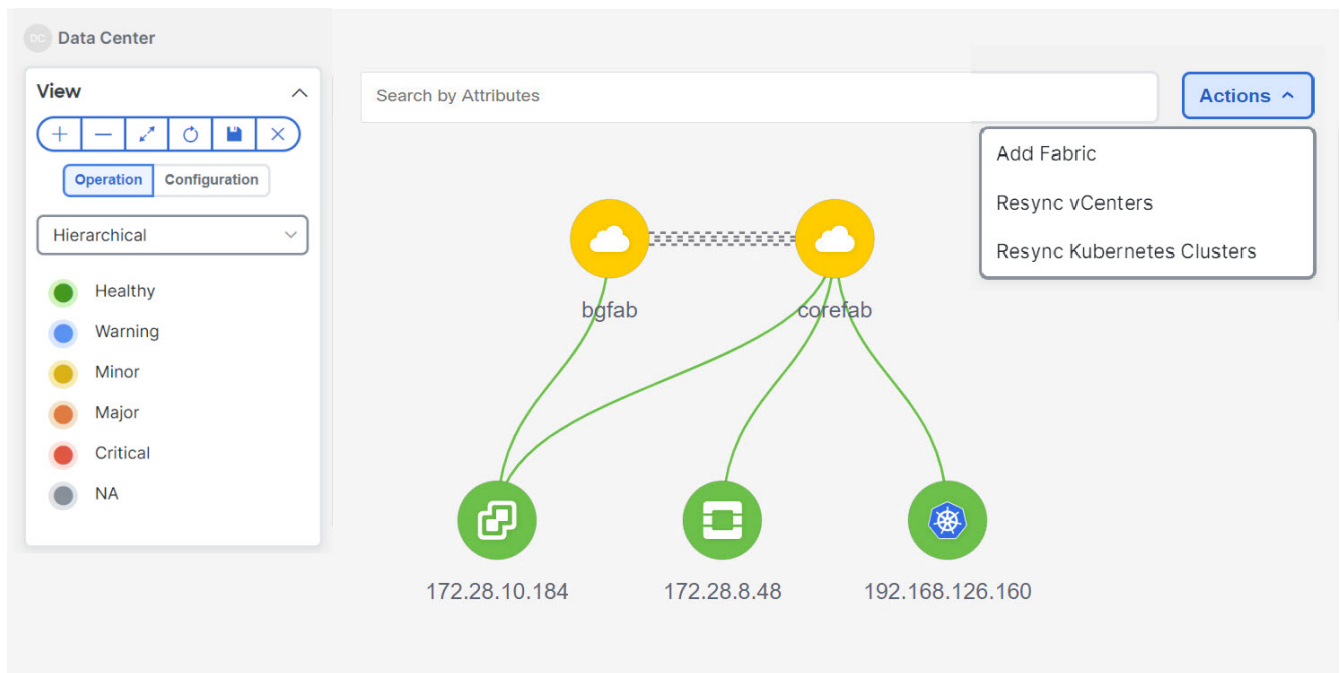 DC Data Center
View
Search by Attributes
Actions
Operation Configuration
Hierarchical
Healthy
Warning
Minor
Major
Critical
NA
Add Fabric
Resync vCenters
Resync Kubernetes Clusters
bgfab
corefab
172.28.10.184
172.28.8.48
192.168.126.160